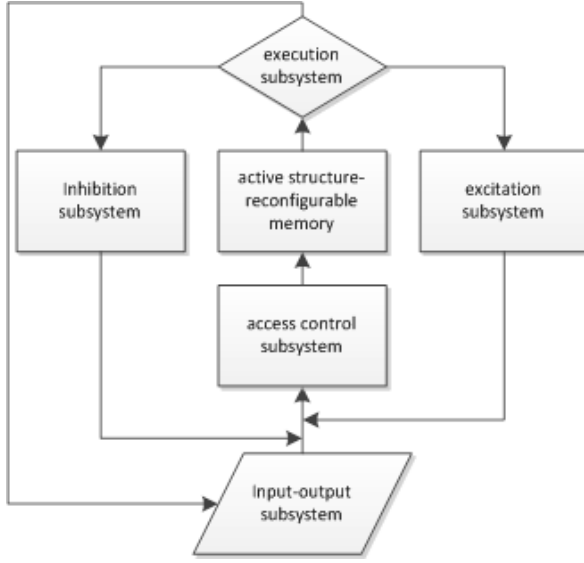 execution
subsystem
Inhibition
subsystem
active structure-
reconfigurable
memory
excitation
subsystem
access control
subsystem
Input-output
subsystem